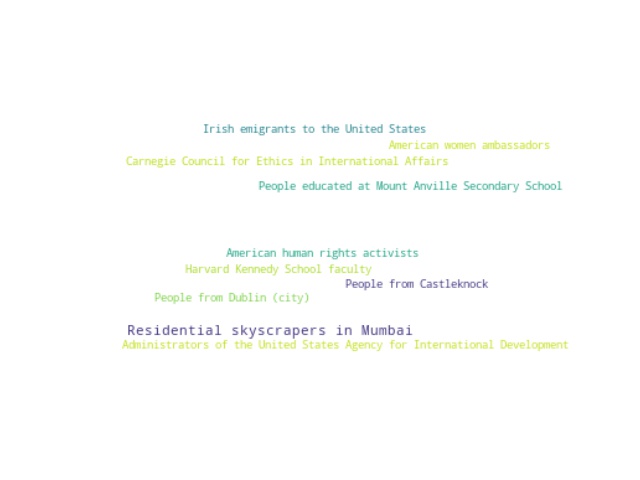 Irish emigrants to the United States
American women ambassadors
Carnegie Council for Ethics in International Affairs
People educated at Mount Anville Secondary School
American human rights activists
Harvard Kennedy School faculty
People from Castleknock
People from Dublin (city)
Residential skyscrapers in Mumbai
Administrators of the United States Agency for International Development